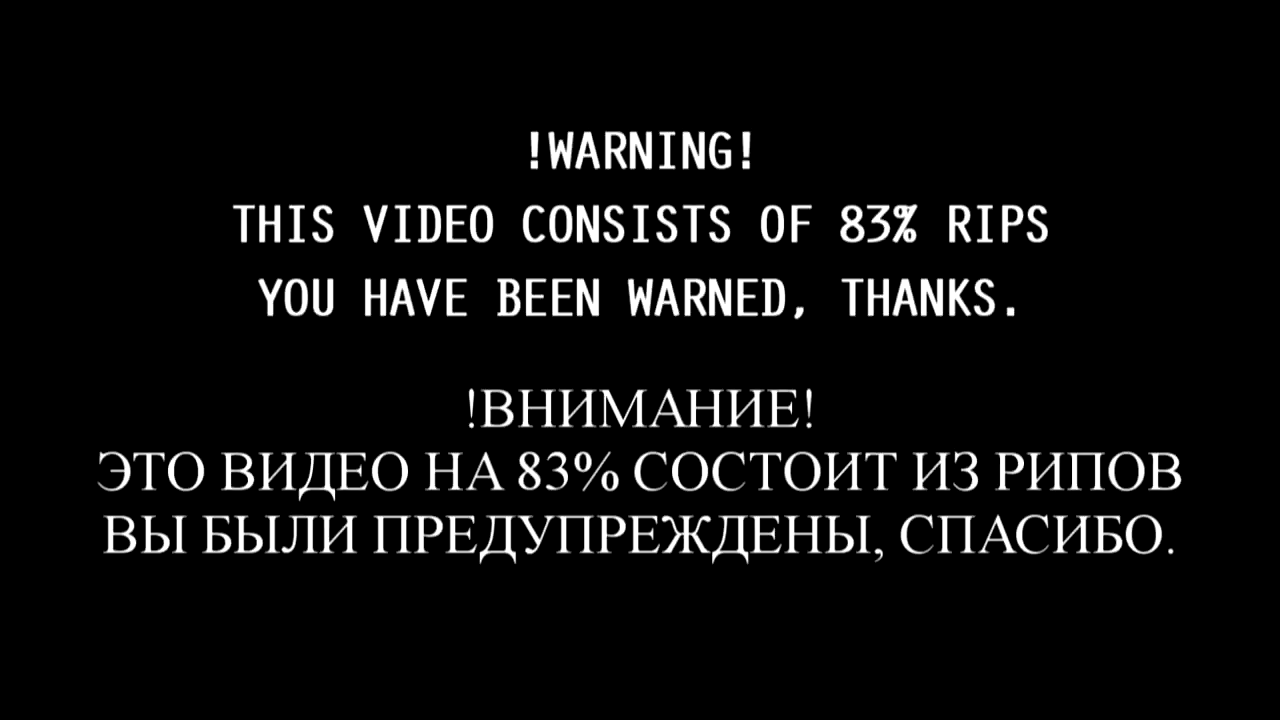 !WARNING!
THIS VIDEO CONSISTS OF 83% RIPS
YOU HAVE BEEN WARNED, THANKS.
!ВНИМАНИЕ!
ЭТО ВИДЕО НА 83% СОСТОИТ ИЗ РИПОВ
ВЫ БЫЛИ ПРЕДУПРЕЖДЕНЫ, СПАСИБО.